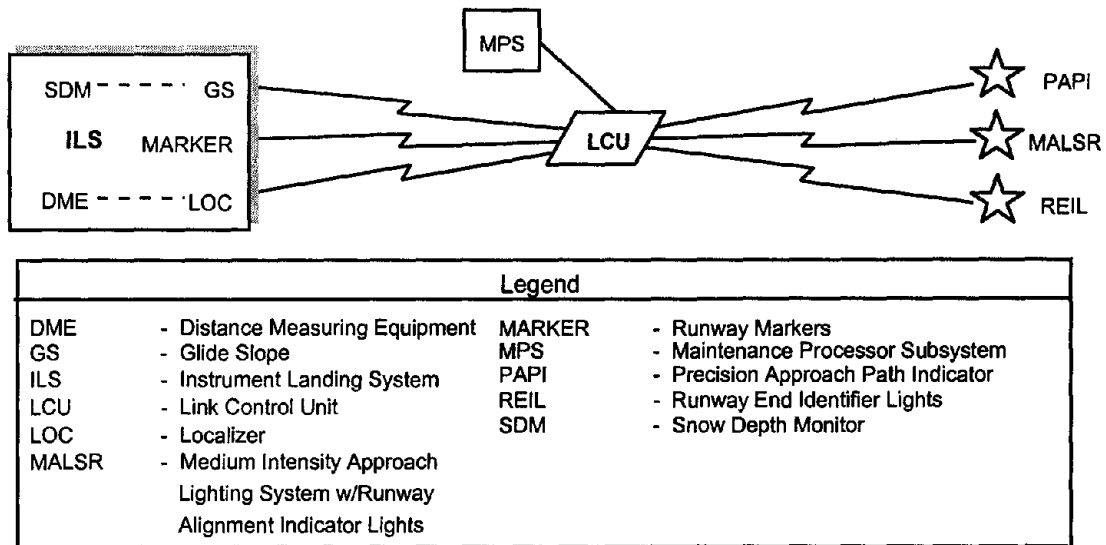 MPS
SDM GS
PAPI
ILS MARKER
LCU
MALSR
DME LOC
REIL
Legend
DME - Distance Measuring Equipment
GS - Glide Slope
ILS - Instrument Landing System
LCU - Link Control Unit
LOC - Localizer
MALSR - Medium Intensity Approach
Lighting System w/Runway
Alignment Indicator Lights
MARKER - Runway Markers
MPS - Maintenance Processor Subsystem
PAPI - Precision Approach Path Indicator
REIL - Runway End Identifier Lights
SDM - Snow Depth Monitor